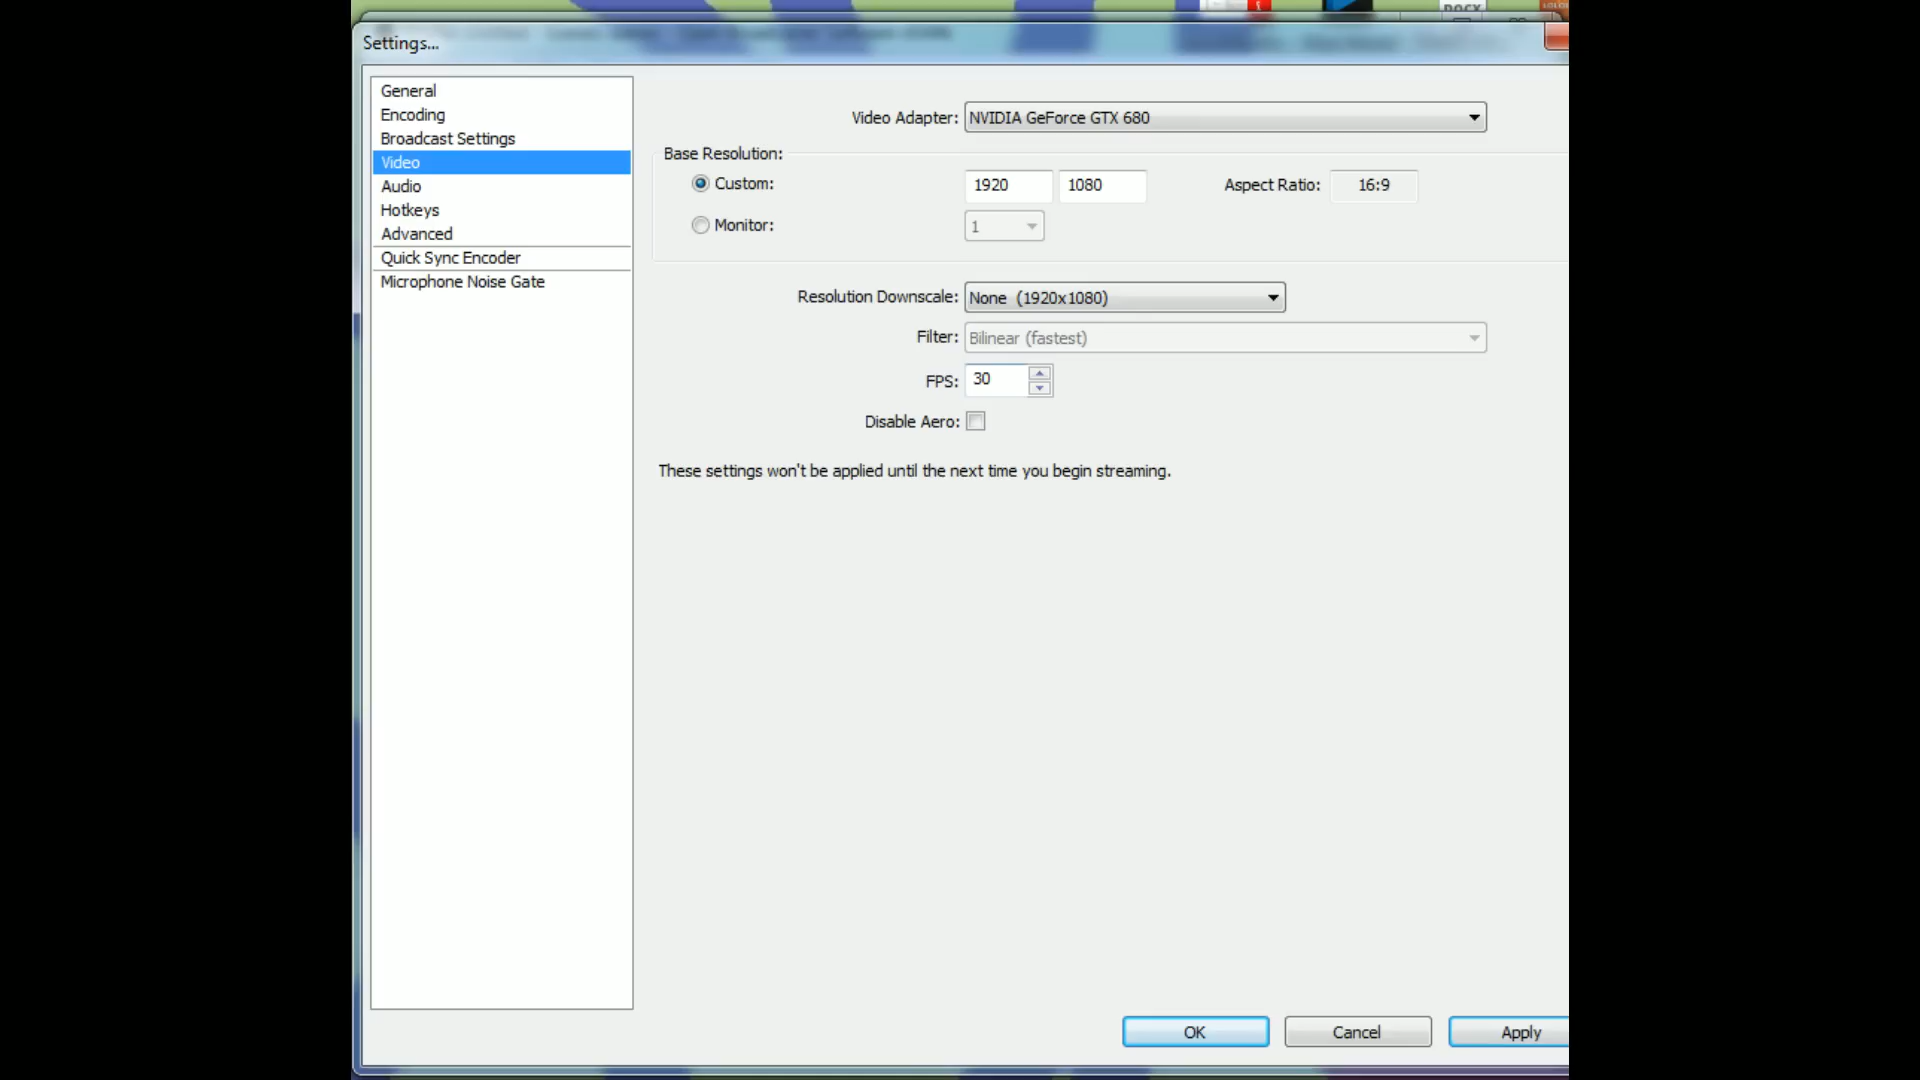 DOCX
Settings...
General
Encoding
Broadcast Settings
Video
Audio
Hotkeys
Advanced
Quick Sync Encoder
Microphone Noise Gate
Video Adapter: NVIDIA GeForce GTX 680
Base Resolution:
Custom: 1920 1080 Aspect Ratio: 16:9
Monitor: 1
Resolution Downscale: None (1920x1080)
Filter: Bilinear (fastest)
FPS: 30
Disable Aero:
These settings won't be applied until the next time you begin streaming.
OK Cancel Apply